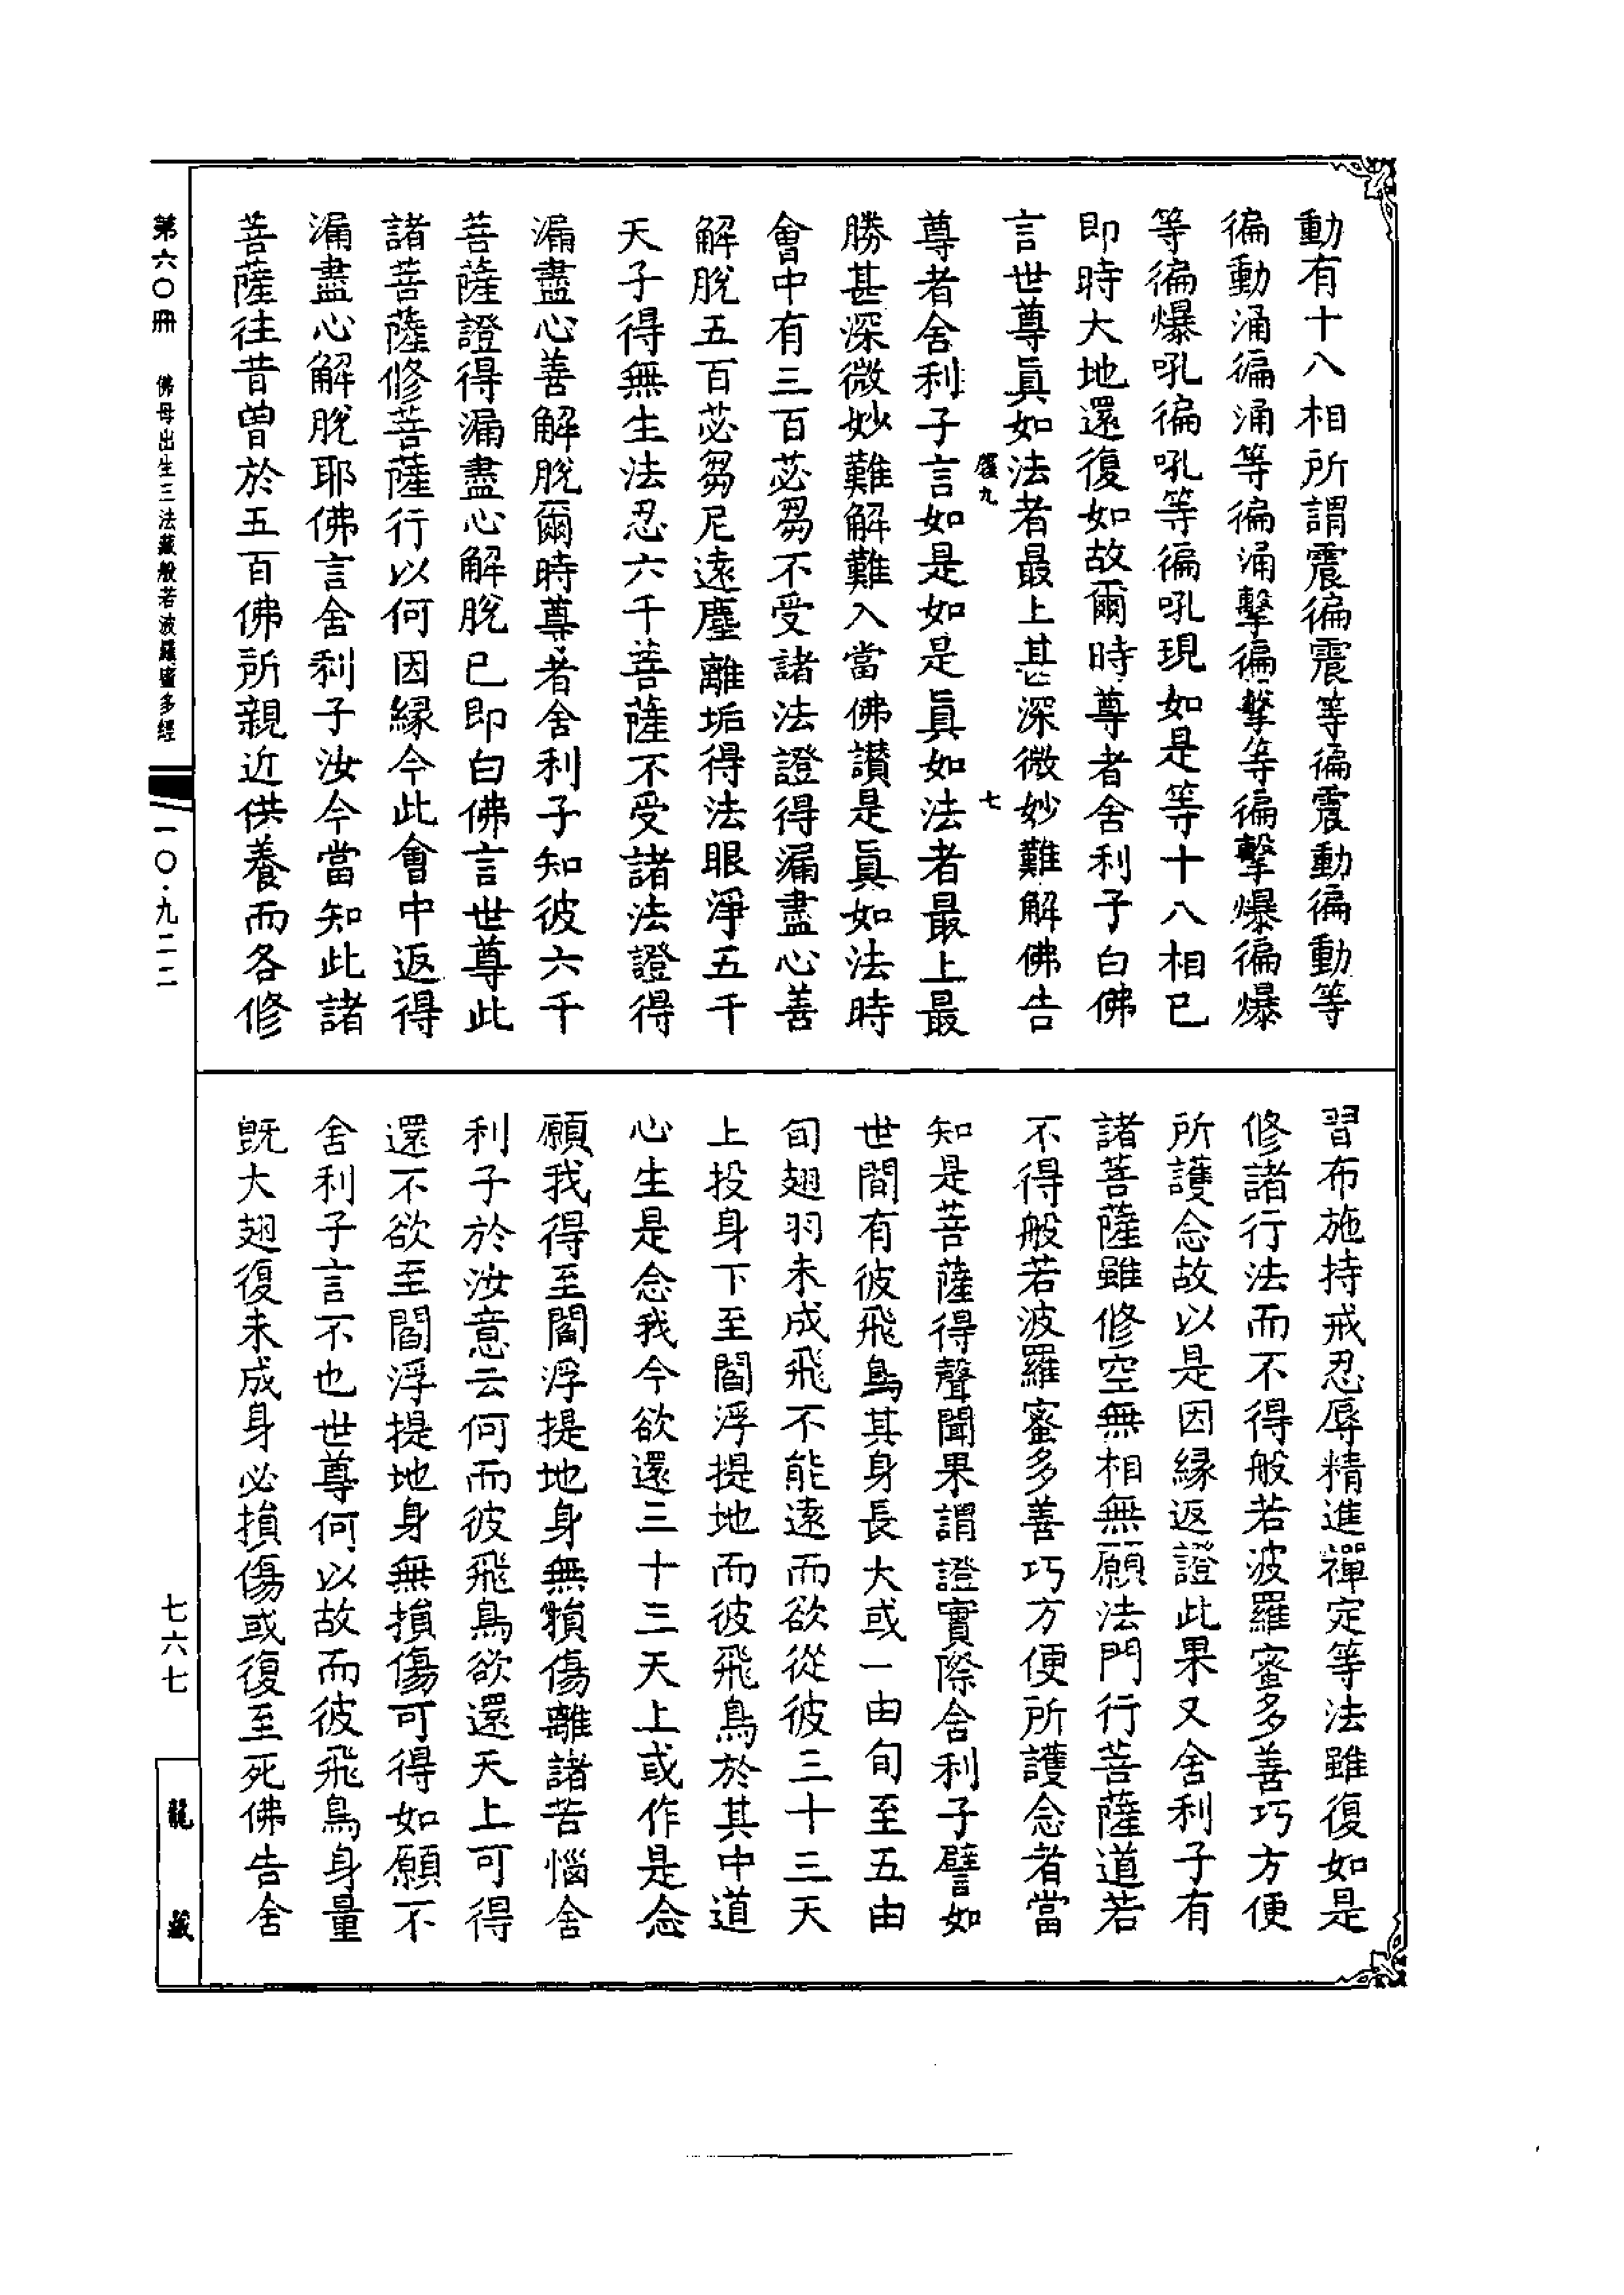 動有十八相所謂震徧震等徧震動徧動等
徧動涌徧涌等徧涌擊徧擊等徧擊爆徧爆
等徧爆吼徧吼等徧吼現如是等十八相已
即時大地還復如故爾時尊者舍利子白佛
言世尊真如法者最上甚深微妙難解佛告
九
七
尊者舍利子言如是如是真如法者最上最
勝甚深微妙難解難入當佛讚是真如法時
會中有三百苾芻不受諸法證得漏盡心善
解脫五百苾芻尼遠塵離垢得法眼淨五千
天子得無生法忍六千菩薩不受諸法證得
漏盡心善解脫爾時尊者舍利子知彼六千
菩薩證得漏盡心解脫已即白佛言世尊此
諸菩薩修菩薩行以何因緣今此會中返得
漏盡心解脫耶佛言舍利子汝今當知此諸
菩薩往昔曾於五百佛所親近供養而各修
習布施持戒忍辱精進禪定等法雖復如是
修諸行法而不得般若波羅蜜多善巧方便
所護念故以是因緣返證此果又舍利子有
諸菩薩雖修空無相無願法門行菩薩道若
不得般若波羅蜜多善巧方便所護念者當
知是菩薩得聲聞果謂證實際舍利子譬如
世間有彼飛鳥其身長大或一由旬至五由
旬翅羽未成飛不能遠而欲從彼三十三天
上投身下至閻浮提地而彼飛鳥於其中道
心生是念我今欲還三十三天上或作是念
願我得至閻浮提地身無損傷離諸苦惱舍
利子於汝意云何而彼飛鳥欲還天上可得
還不欲至閻浮提地身無損傷可得如願不
舍利子言不也世尊何以故而彼飛鳥身量
既大翅復未成身必損傷或復至死佛告舍
第六〇冊 佛母出生三法藏般若波羅蜜多經
一〇·九二二
七六七
龍藏